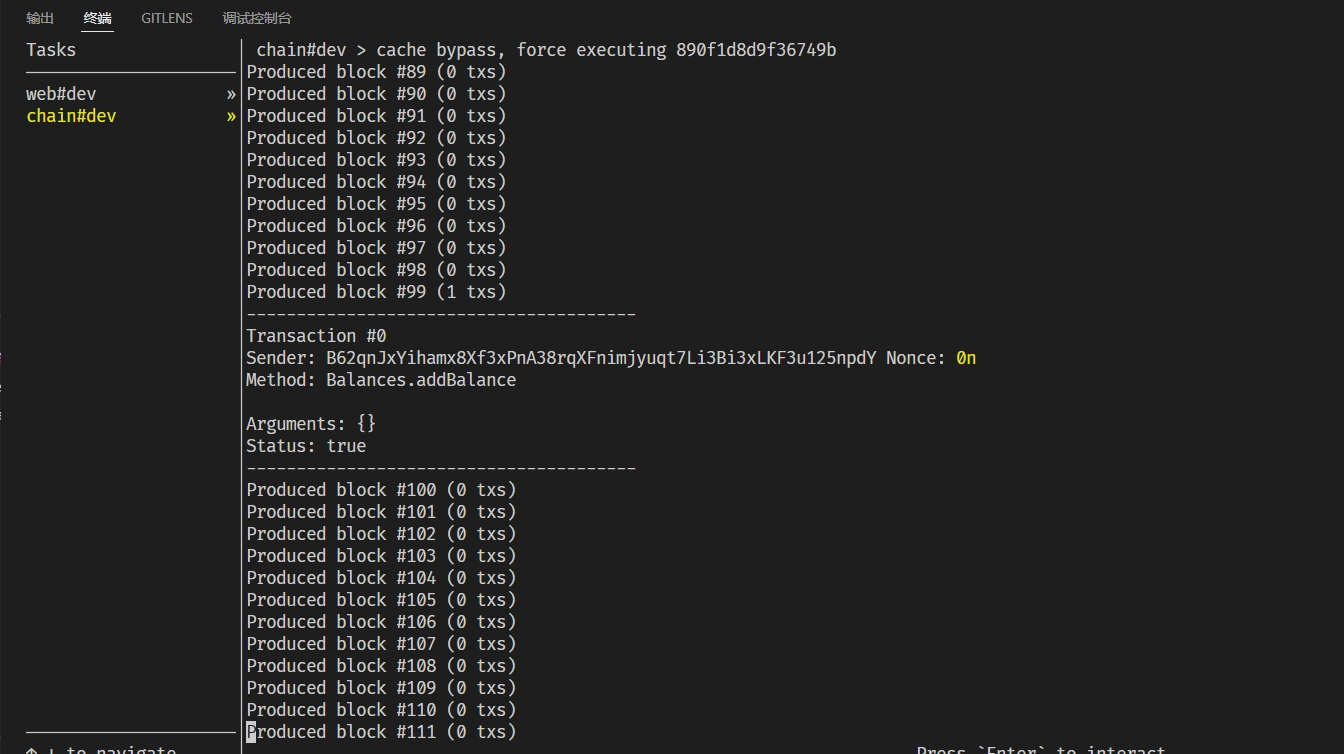 输出 终端 GITLENS 调试控制台
Tasks
web#dev »
chain#dev »
chain#dev > cache bypass, force executing 890f1d8d9f36749b
Produced block #89 (0 txs)
Produced block #90 (0 txs)
Produced block #91 (0 txs)
Produced block #92 (0 txs)
Produced block #93 (0 txs)
Produced block #94 (0 txs)
Produced block #95 (0 txs)
Produced block #96 (0 txs)
Produced block #97 (0 txs)
Produced block #98 (0 txs)
Produced block #99 (1 txs)
---------------------------------------
Transaction #0
Sender: B62qnJxYihamx8Xf3xPnA38rqXFnimjyuqt7Li3Bi3xLKF3u125npdY Nonce: 0n
Method: Balances.addBalance
Arguments: {}
Status: true
---------------------------------------
Produced block #100 (0 txs)
Produced block #101 (0 txs)
Produced block #102 (0 txs)
Produced block #103 (0 txs)
Produced block #104 (0 txs)
Produced block #105 (0 txs)
Produced block #106 (0 txs)
Produced block #107 (0 txs)
Produced block #108 (0 txs)
Produced block #109 (0 txs)
Produced block #110 (0 txs)
Produced block #111 (0 txs)
↑ ↓ to navigate
Press `Enter` to interact